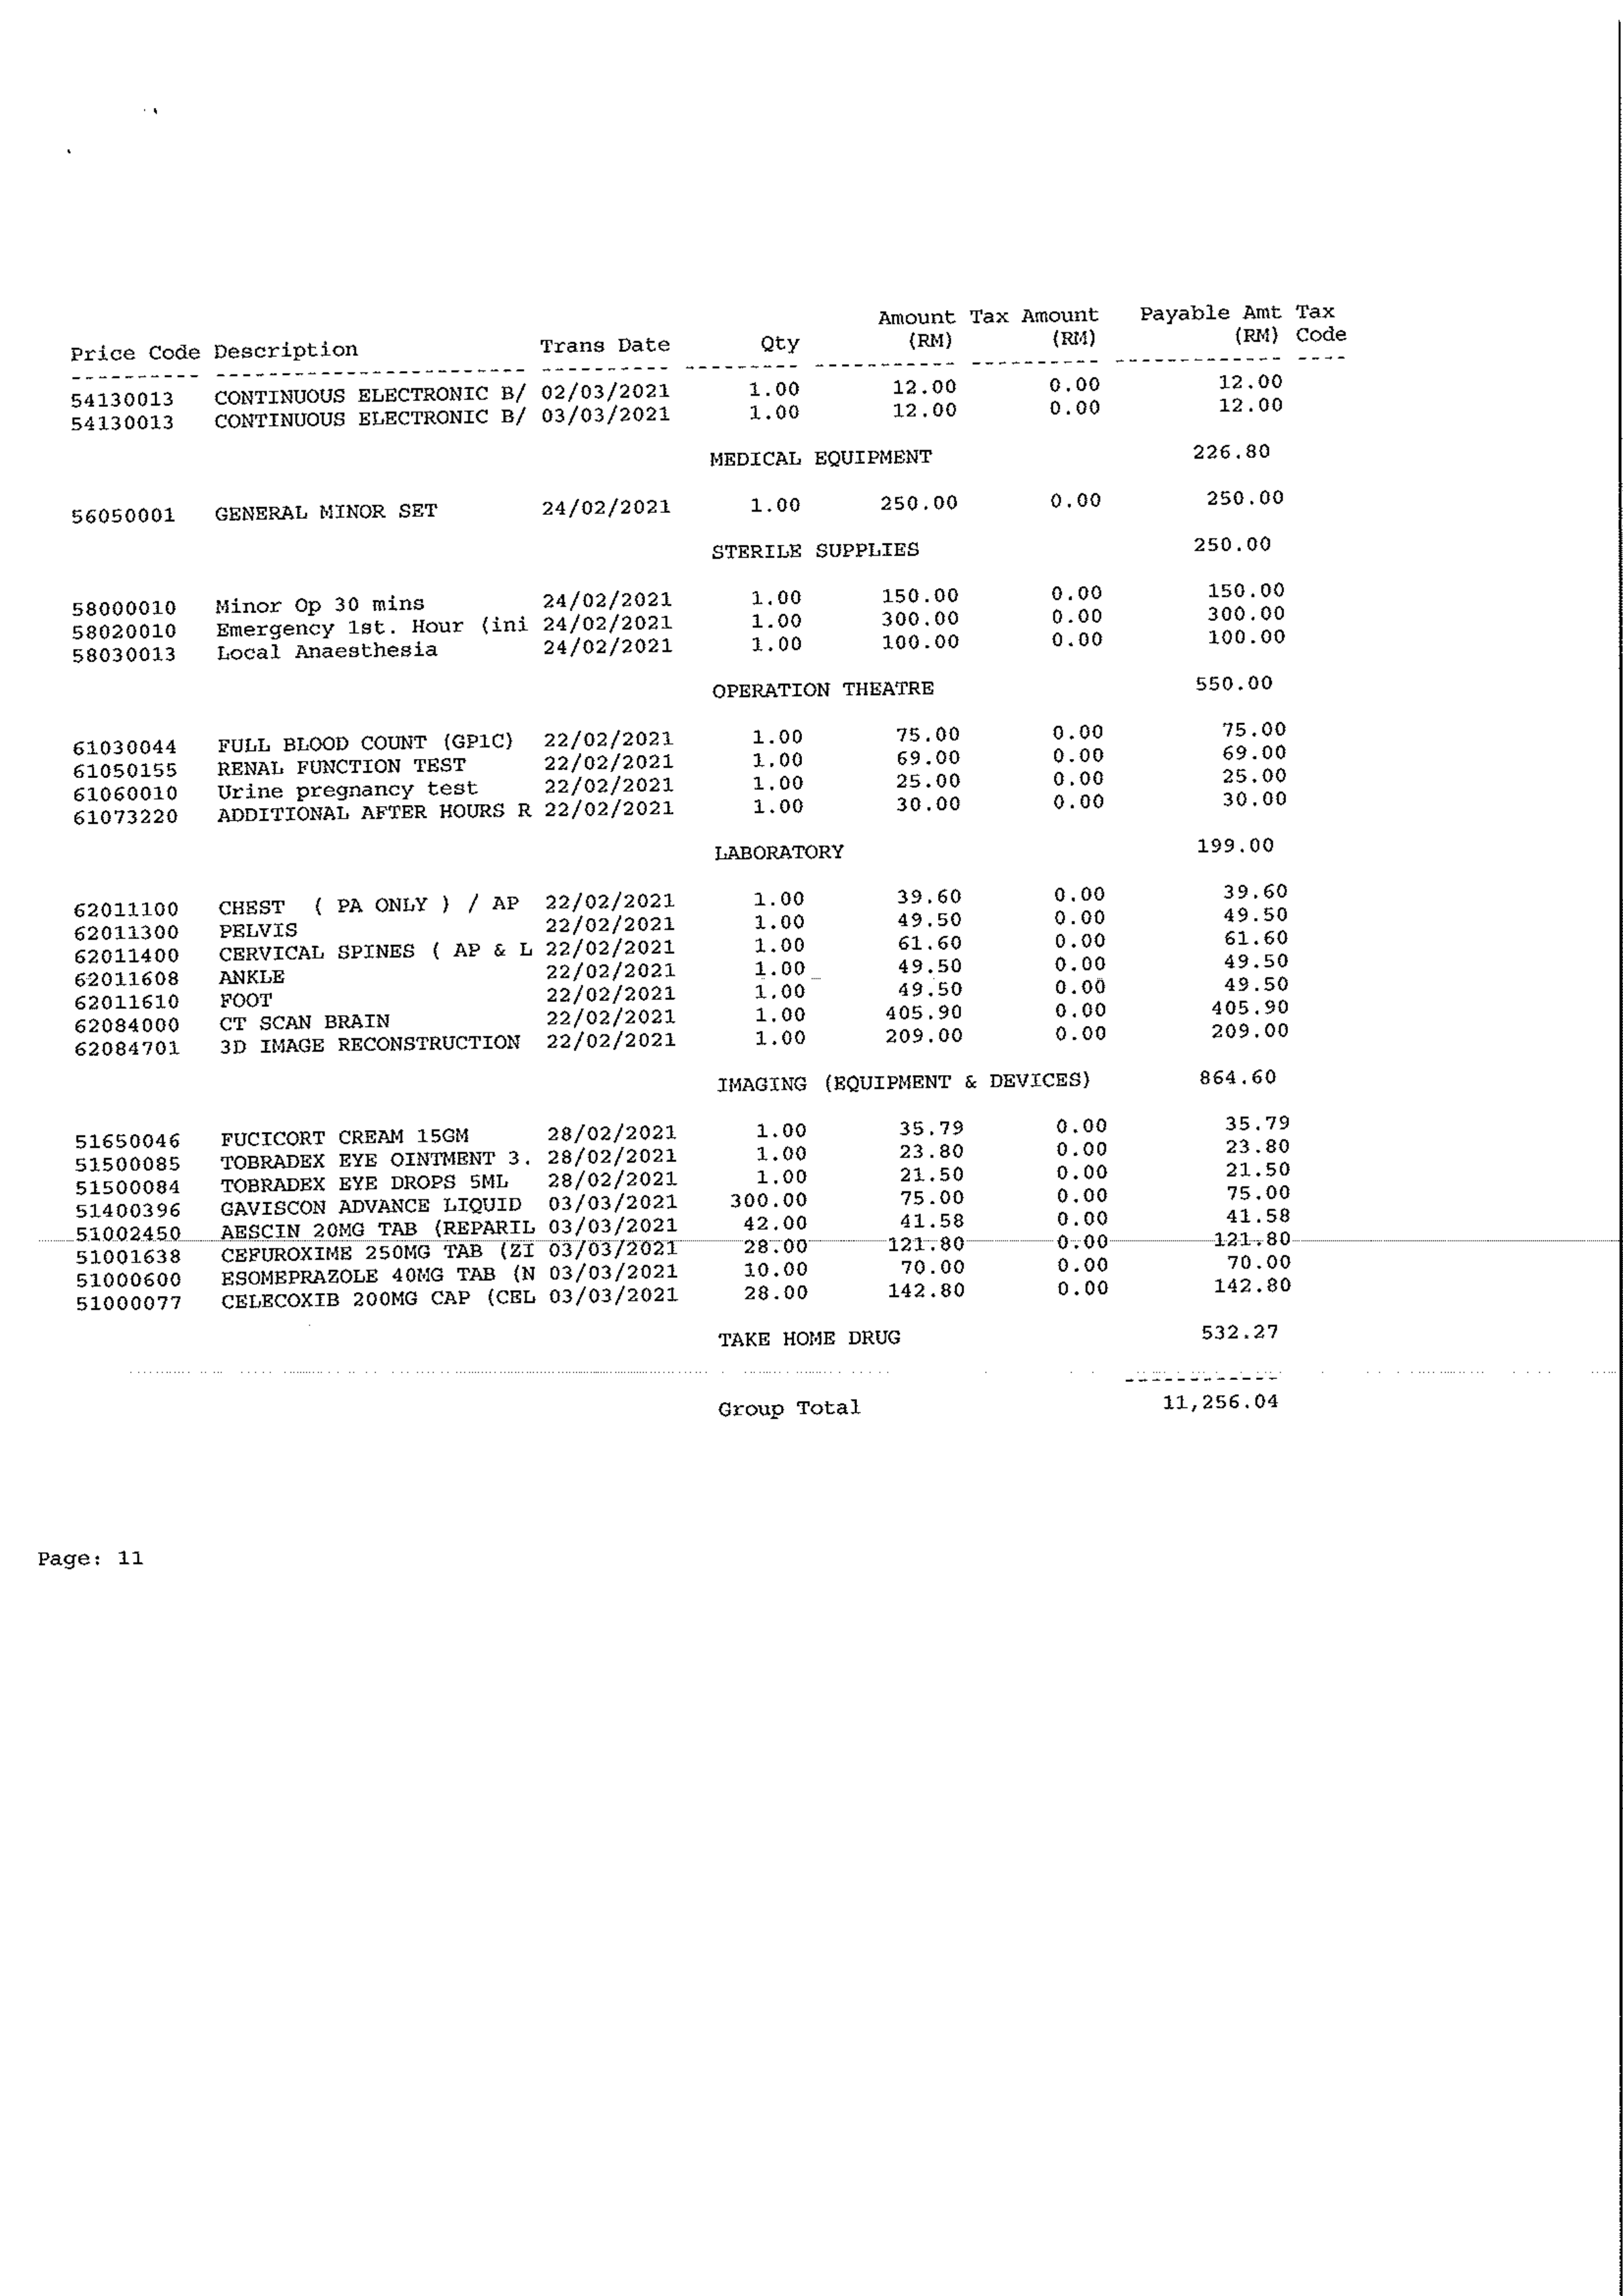 Amount Tax Amount Payable Amt Tax
Price Code Description Trans Date Qty (RM) (RM) (RM) Code
54130013 CONTINUOUS ELECTRONIC B/ 02/03/2021 1.00 12.00 0.00 12.00
54130013 CONTINUOUS ELECTRONIC B/ 03/03/2021 1.00 12.00 0.00 12.00
MEDICAL EQUIPMENT 226.80
56050001 GENERAL MINOR SET 24/02/2021 1.00 250.00 0.00 250.00
STERILE SUPPLIES 250.00
58000010 Minor Op 30 mins 24/02/2021 1.00 150.00 0.00 150.00
58020010 Emergency 1st. Hour (ini 24/02/2021 1.00 300.00 0.00 300.00
58030013 Local Anaesthesia 24/02/2021 1.00 100.00 0.00 100.00
OPERATION THEATRE 550.00
61030044 FULL BLOOD COUNT (GP1C) 22/02/2021 1.00 75.00 0.00 75.00
61050155 RENAL FUNCTION TEST 22/02/2021 1.00 69.00 0.00 69.00
61060010 Urine pregnancy test 22/02/2021 1.00 25.00 0.00 25.00
61073220 ADDITIONAL AFTER HOURS R 22/02/2021 1.00 30.00 0.00 30.00
LABORATORY 199.00
62011100 CHEST ( PA ONLY ) / AP 22/02/2021 1.00 39.60 0.00 39.60
62011300 PELVIS 22/02/2021 1.00 49.50 0.00 49.50
62011400 CERVICAL SPINES ( AP & L 22/02/2021 1.00 61.60 0.00 61.60
62011608 ANKLE 22/02/2021 1.00 49.50 0.00 49.50
62011610 FOOT 22/02/2021 1.00 49.50 0.00 49.50
62084000 CT SCAN BRAIN 22/02/2021 1.00 405.90 0.00 405.90
62084701 3D IMAGE RECONSTRUCTION 22/02/2021 1.00 209.00 0.00 209.00
IMAGING (EQUIPMENT & DEVICES) 864.60
51650046 FUCICORT CREAM 15GM 28/02/2021 1.00 35.79 0.00 35.79
51500085 TOBRADEX EYE OINTMENT 3. 28/02/2021 1.00 23.80 0.00 23.80
51500084 TOBRADEX EYE DROPS 5ML 28/02/2021 1.00 21.50 0.00 21.50
51400396 GAVISCON ADVANCE LIQUID 03/03/2021 300.00 75.00 0.00 75.00
51002450 AESCIN 20MG TAB (REPARIL 03/03/2021 42.00 41.58 0.00 41.58
51001638 CEFUROXIME 250MG TAB (ZI 03/03/2021 28.00 121.80 0.00 121.80
51000600 ESOMEPRAZOLE 40MG TAB (N 03/03/2021 10.00 70.00 0.00 70.00
51000077 CELECOXIB 200MG CAP (CEL 03/03/2021 28.00 142.80 0.00 142.80
TAKE HOME DRUG 532.27
Group Total 11,256.04
Page: 11